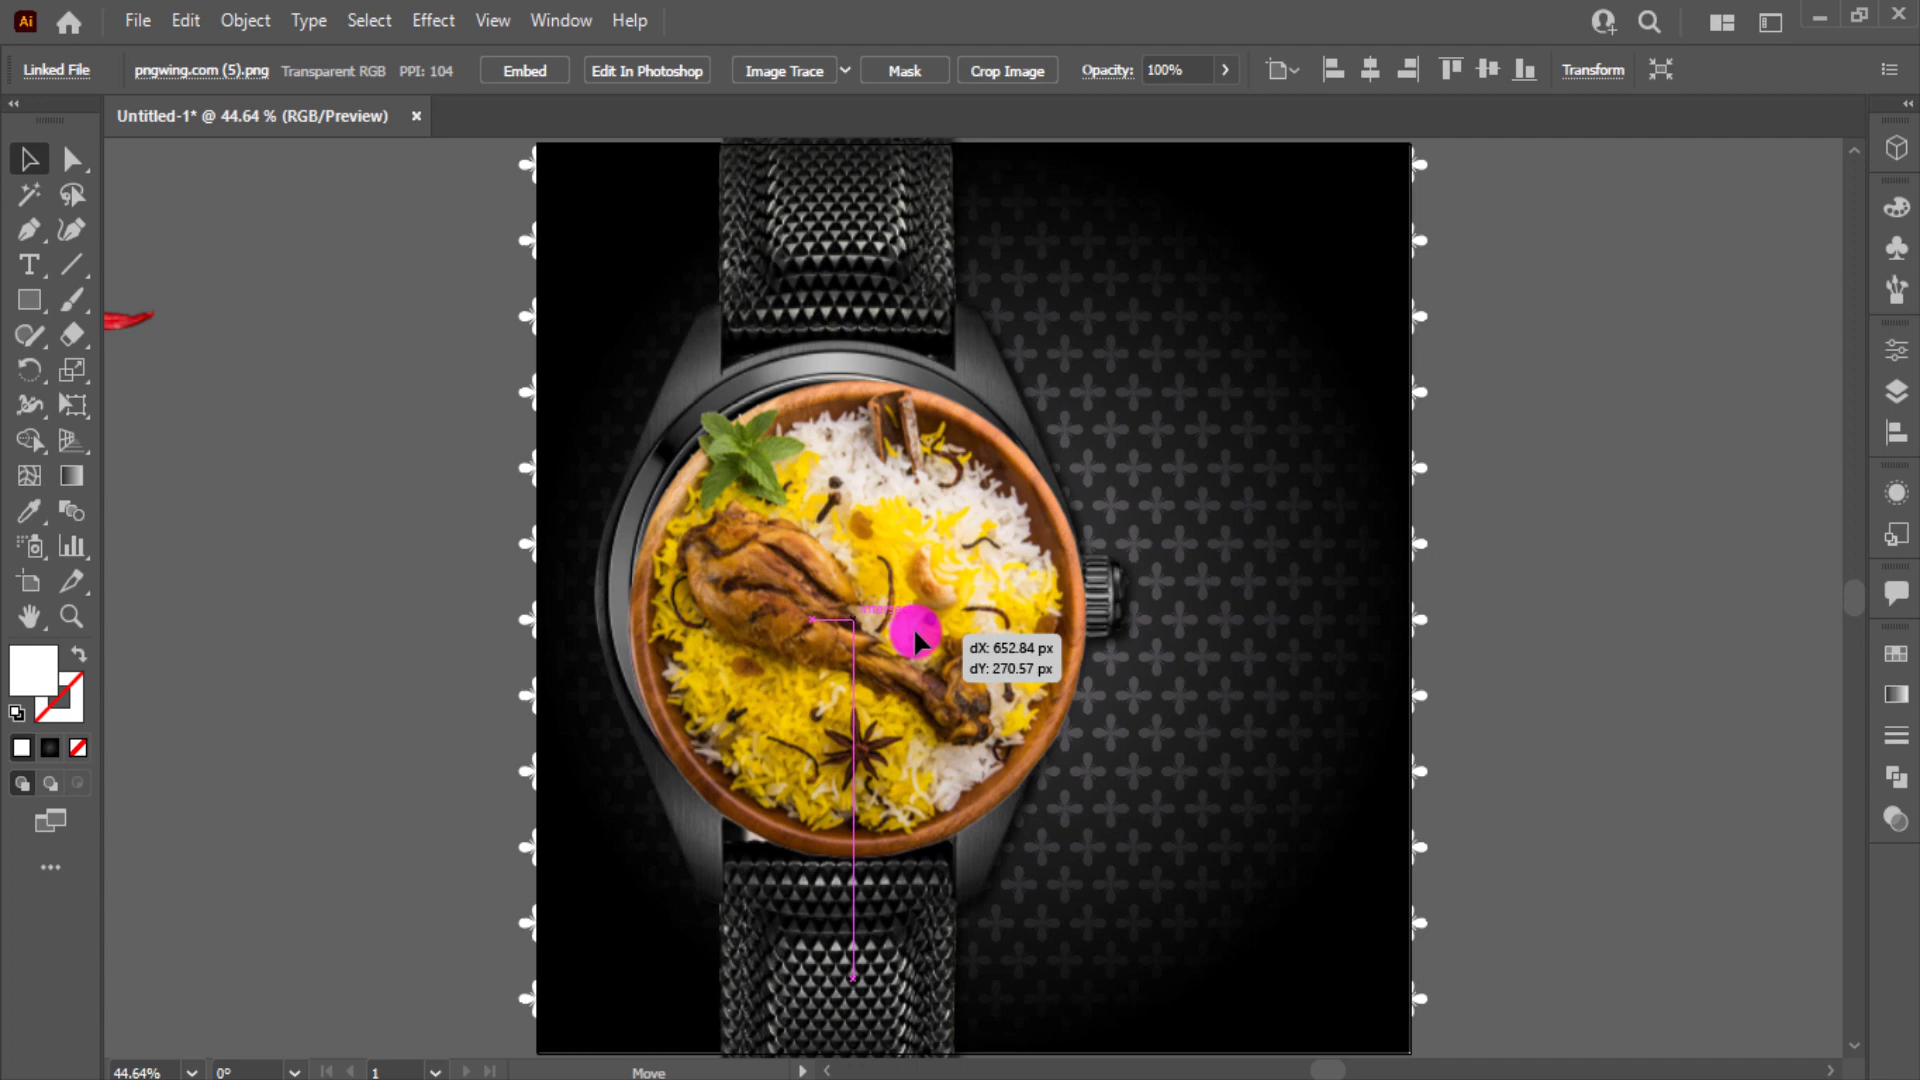 Ai File Edit Object Type Select Effect View Window Help
Linked File pngwing.com (5).png Transparent RGB PPI: 104 Embed Edit In Photoshop Image Trace Mask Crop Image Opacity: 100% Transform
Untitled-1* @ 44.64 % (RGB/Preview) ×
dX: 652.84 px
dY: 270.57 px
44.64% 0° 1 Move